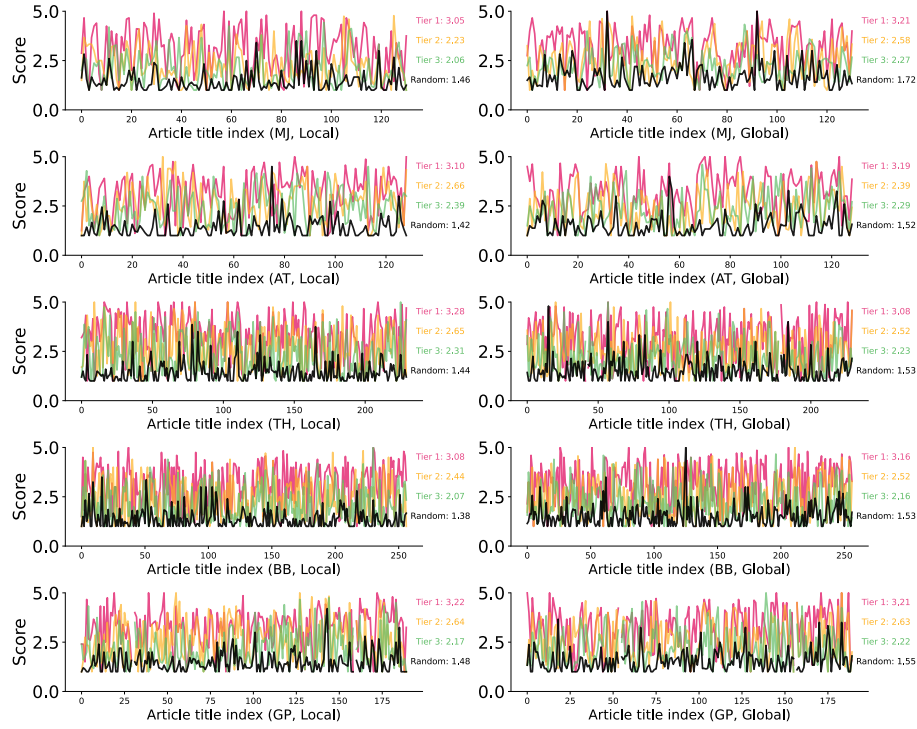 Score
5.0
2.5
0.0
0 20 40 60 80 100 120
Article title index (MJ, Local)
Tier 1: 3.05
Tier 2: 2.23
Tier 3: 2.06
Random: 1.46
5.0
2.5
0.0
0 20 40 60 80 100 120
Article title index (MJ, Global)
Tier 1: 3.21
Tier 2: 2.58
Tier 3: 2.27
Random: 1.72
Score
5.0
2.5
0.0
0 20 40 60 80 100 120
Article title index (AT, Local)
Tier 1: 3.10
Tier 2: 2.66
Tier 3: 2.39
Random: 1.42
5.0
2.5
0.0
0 20 40 60 80 100 120
Article title index (AT, Global)
Tier 1: 3.19
Tier 2: 2.39
Tier 3: 2.29
Random: 1.52
Score
5.0
2.5
0.0
0 50 100 150 200
Article title index (TH, Local)
Tier 1: 3.28
Tier 2: 2.65
Tier 3: 2.31
Random: 1.44
5.0
2.5
0.0
0 50 100 150 200
Article title index (TH, Global)
Tier 1: 3.08
Tier 2: 2.52
Tier 3: 2.23
Random: 1.53
Score
5.0
2.5
0.0
0 50 100 150 200 250
Article title index (BB, Local)
Tier 1: 3.08
Tier 2: 2.44
Tier 3: 2.07
Random: 1.38
5.0
2.5
0.0
0 50 100 150 200 250
Article title index (BB, Global)
Tier 1: 3.16
Tier 2: 2.52
Tier 3: 2.16
Random: 1.53
Score
5.0
2.5
0.0
0 25 50 75 100 125 150 175
Article title index (GP, Local)
Tier 1: 3.22
Tier 2: 2.64
Tier 3: 2.17
Random: 1.48
5.0
2.5
0.0
0 25 50 75 100 125 150 175
Article title index (GP, Global)
Tier 1: 3.21
Tier 2: 2.63
Tier 3: 2.22
Random: 1.55